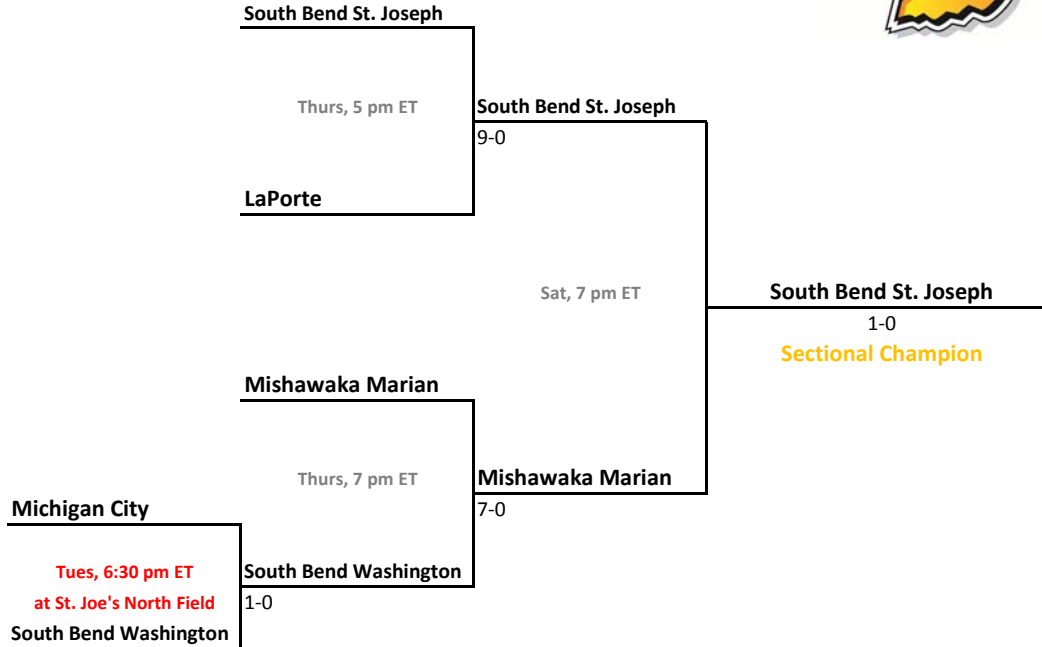 South Bend St. Joseph
Thurs, 5 pm ET
South Bend St. Joseph
9-0
LaPorte
Sat, 7 pm ET
South Bend St. Joseph
1-0
Sectional Champion
Mishawaka Marian
Thurs, 7 pm ET
Mishawaka Marian
7-0
Michigan City
Tues, 6:30 pm ET
at St. Joe's North Field
South Bend Washington
1-0
South Bend Washington